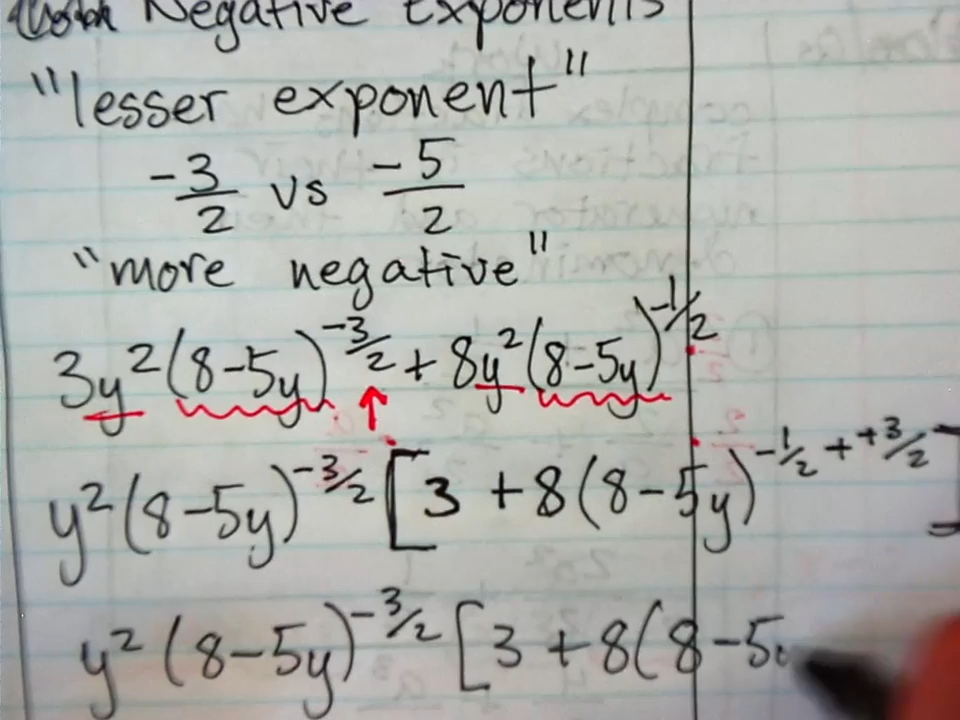 Negative Exponents
"lesser exponent"
-3/2 vs -5/2
"more negative"
3y²(8-5y)^-3/2 + 8y²(8-5y)^-1/2
y²(8-5y)^-3/2 [3 + 8(8-5y)^-1/2 + +3/2]
y²(8-5y)^-3/2 [3 + 8(8-5